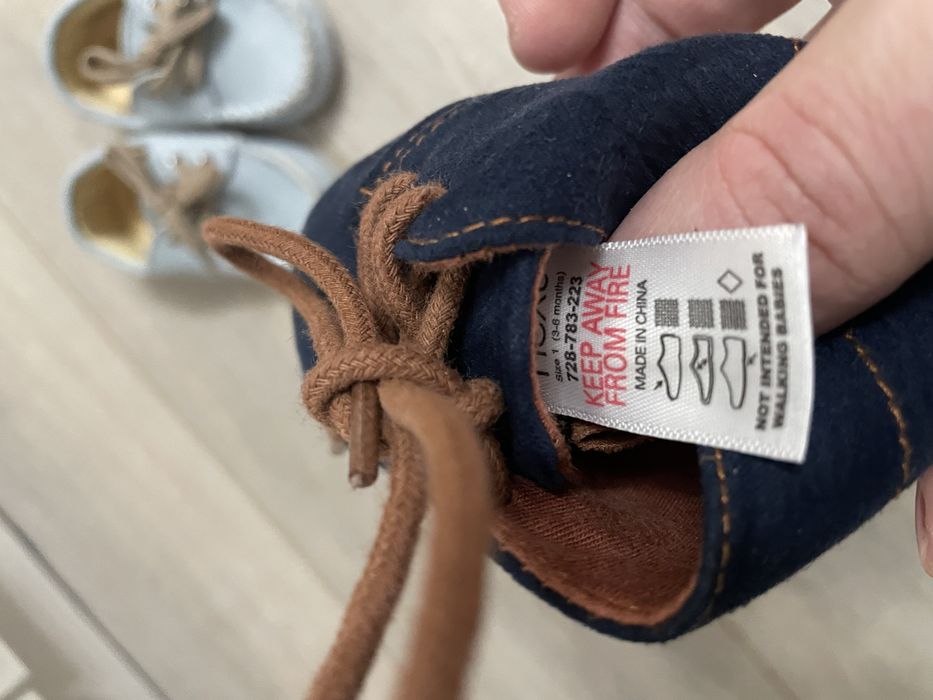 Size 1 (3-6 months)
728-783-223
KEEP AWAY
FROM FIRE
MADE IN CHINA
NOT INTENDED FOR
WALKING BABIES